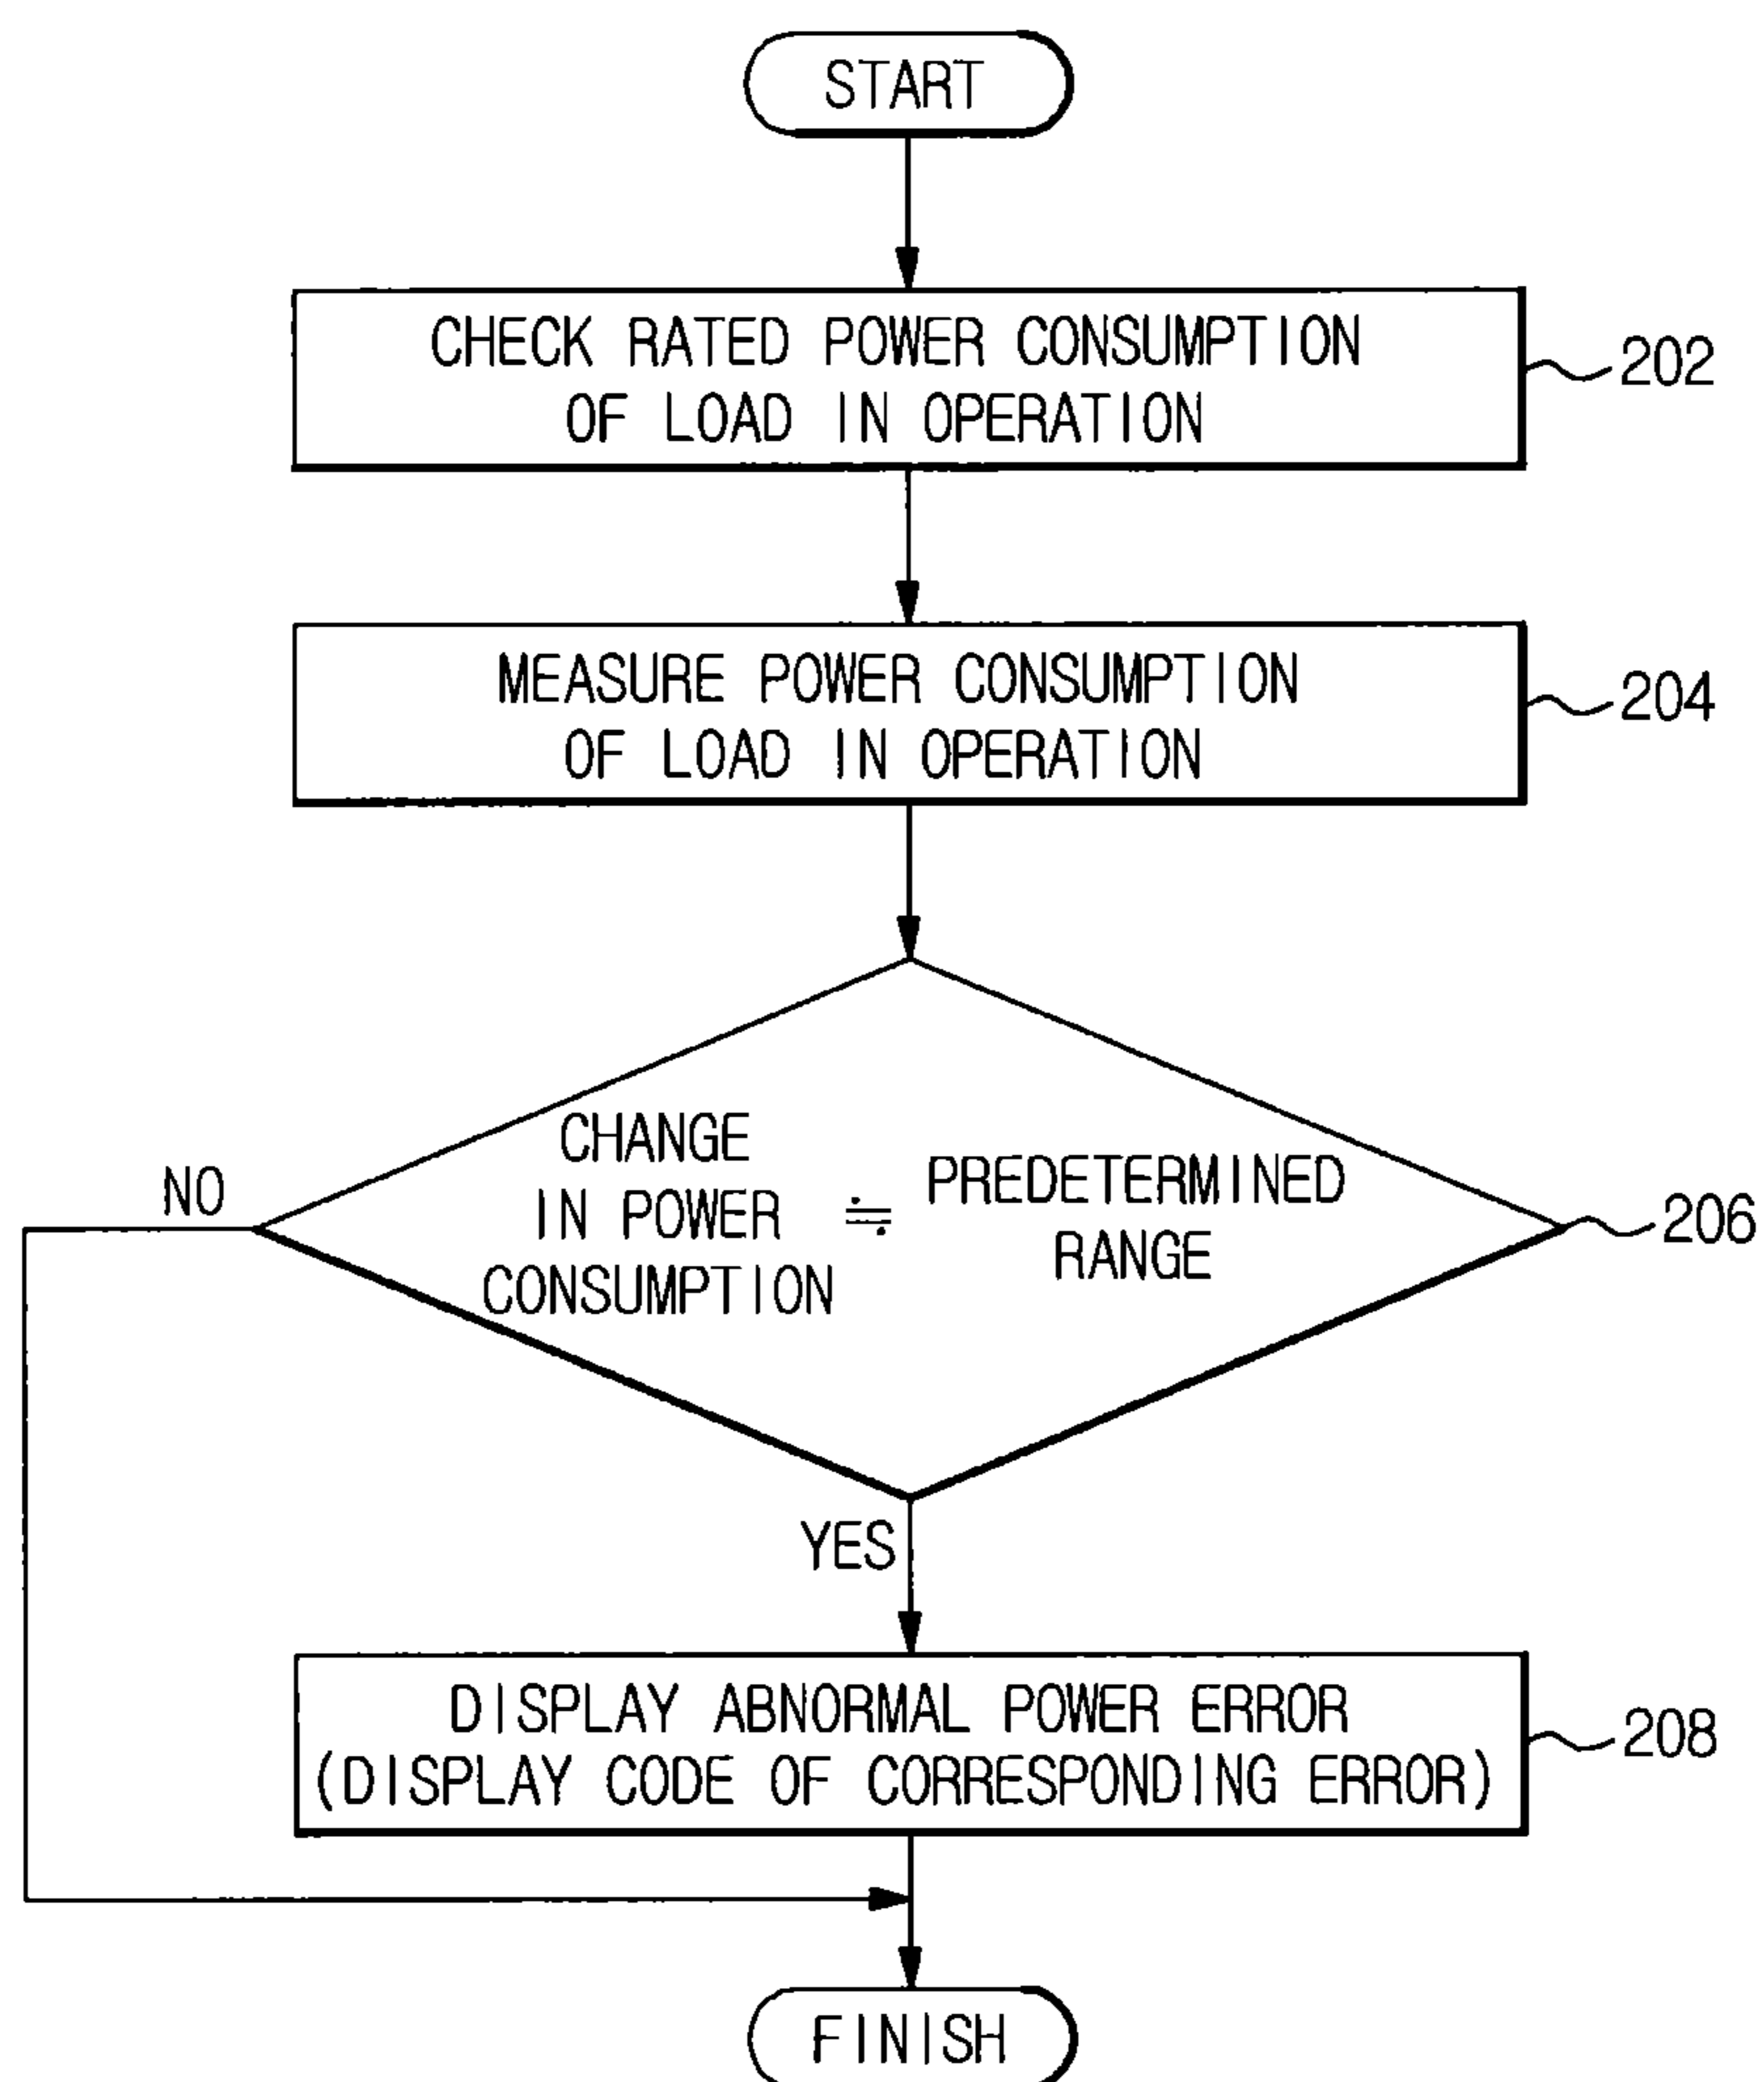 START
CHECK RATED POWER CONSUMPTION
OF LOAD IN OPERATION
202
MEASURE POWER CONSUMPTION
OF LOAD IN OPERATION
204
CHANGE
IN POWER
CONSUMPTION
≒
PREDETERMINED
RANGE
206
NO
YES
DISPLAY ABNORMAL POWER ERROR
(DISPLAY CODE OF CORRESPONDING ERROR)
208
FINISH